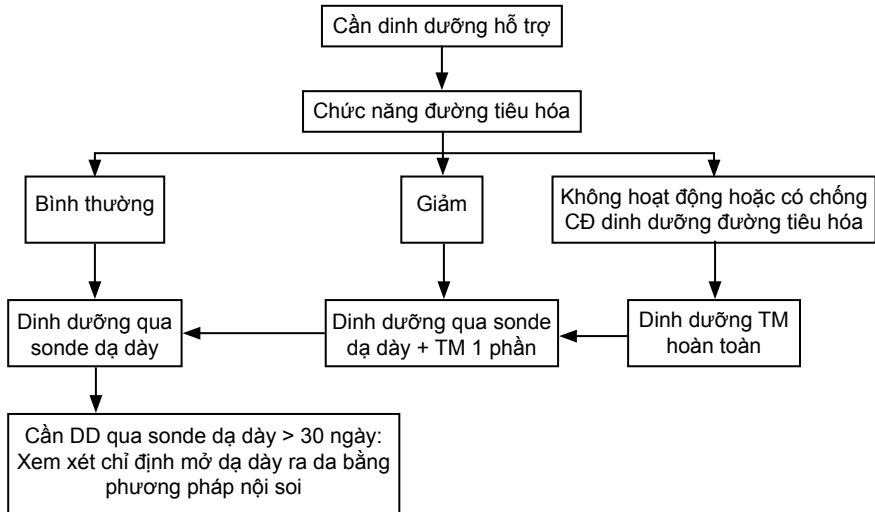 Cần dinh dưỡng hỗ trợ
Chức năng đường tiêu hóa
Bình thường
Giảm
Không hoạt động hoặc có chống
CĐ dinh dưỡng đường tiêu hóa
Dinh dưỡng qua
sonde dạ dày
Dinh dưỡng qua sonde
dạ dày + TM 1 phần
Dinh dưỡng TM
hoàn toàn
Cần DD qua sonde dạ dày > 30 ngày:
Xem xét chỉ định mở dạ dày ra da bằng
phương pháp nội soi